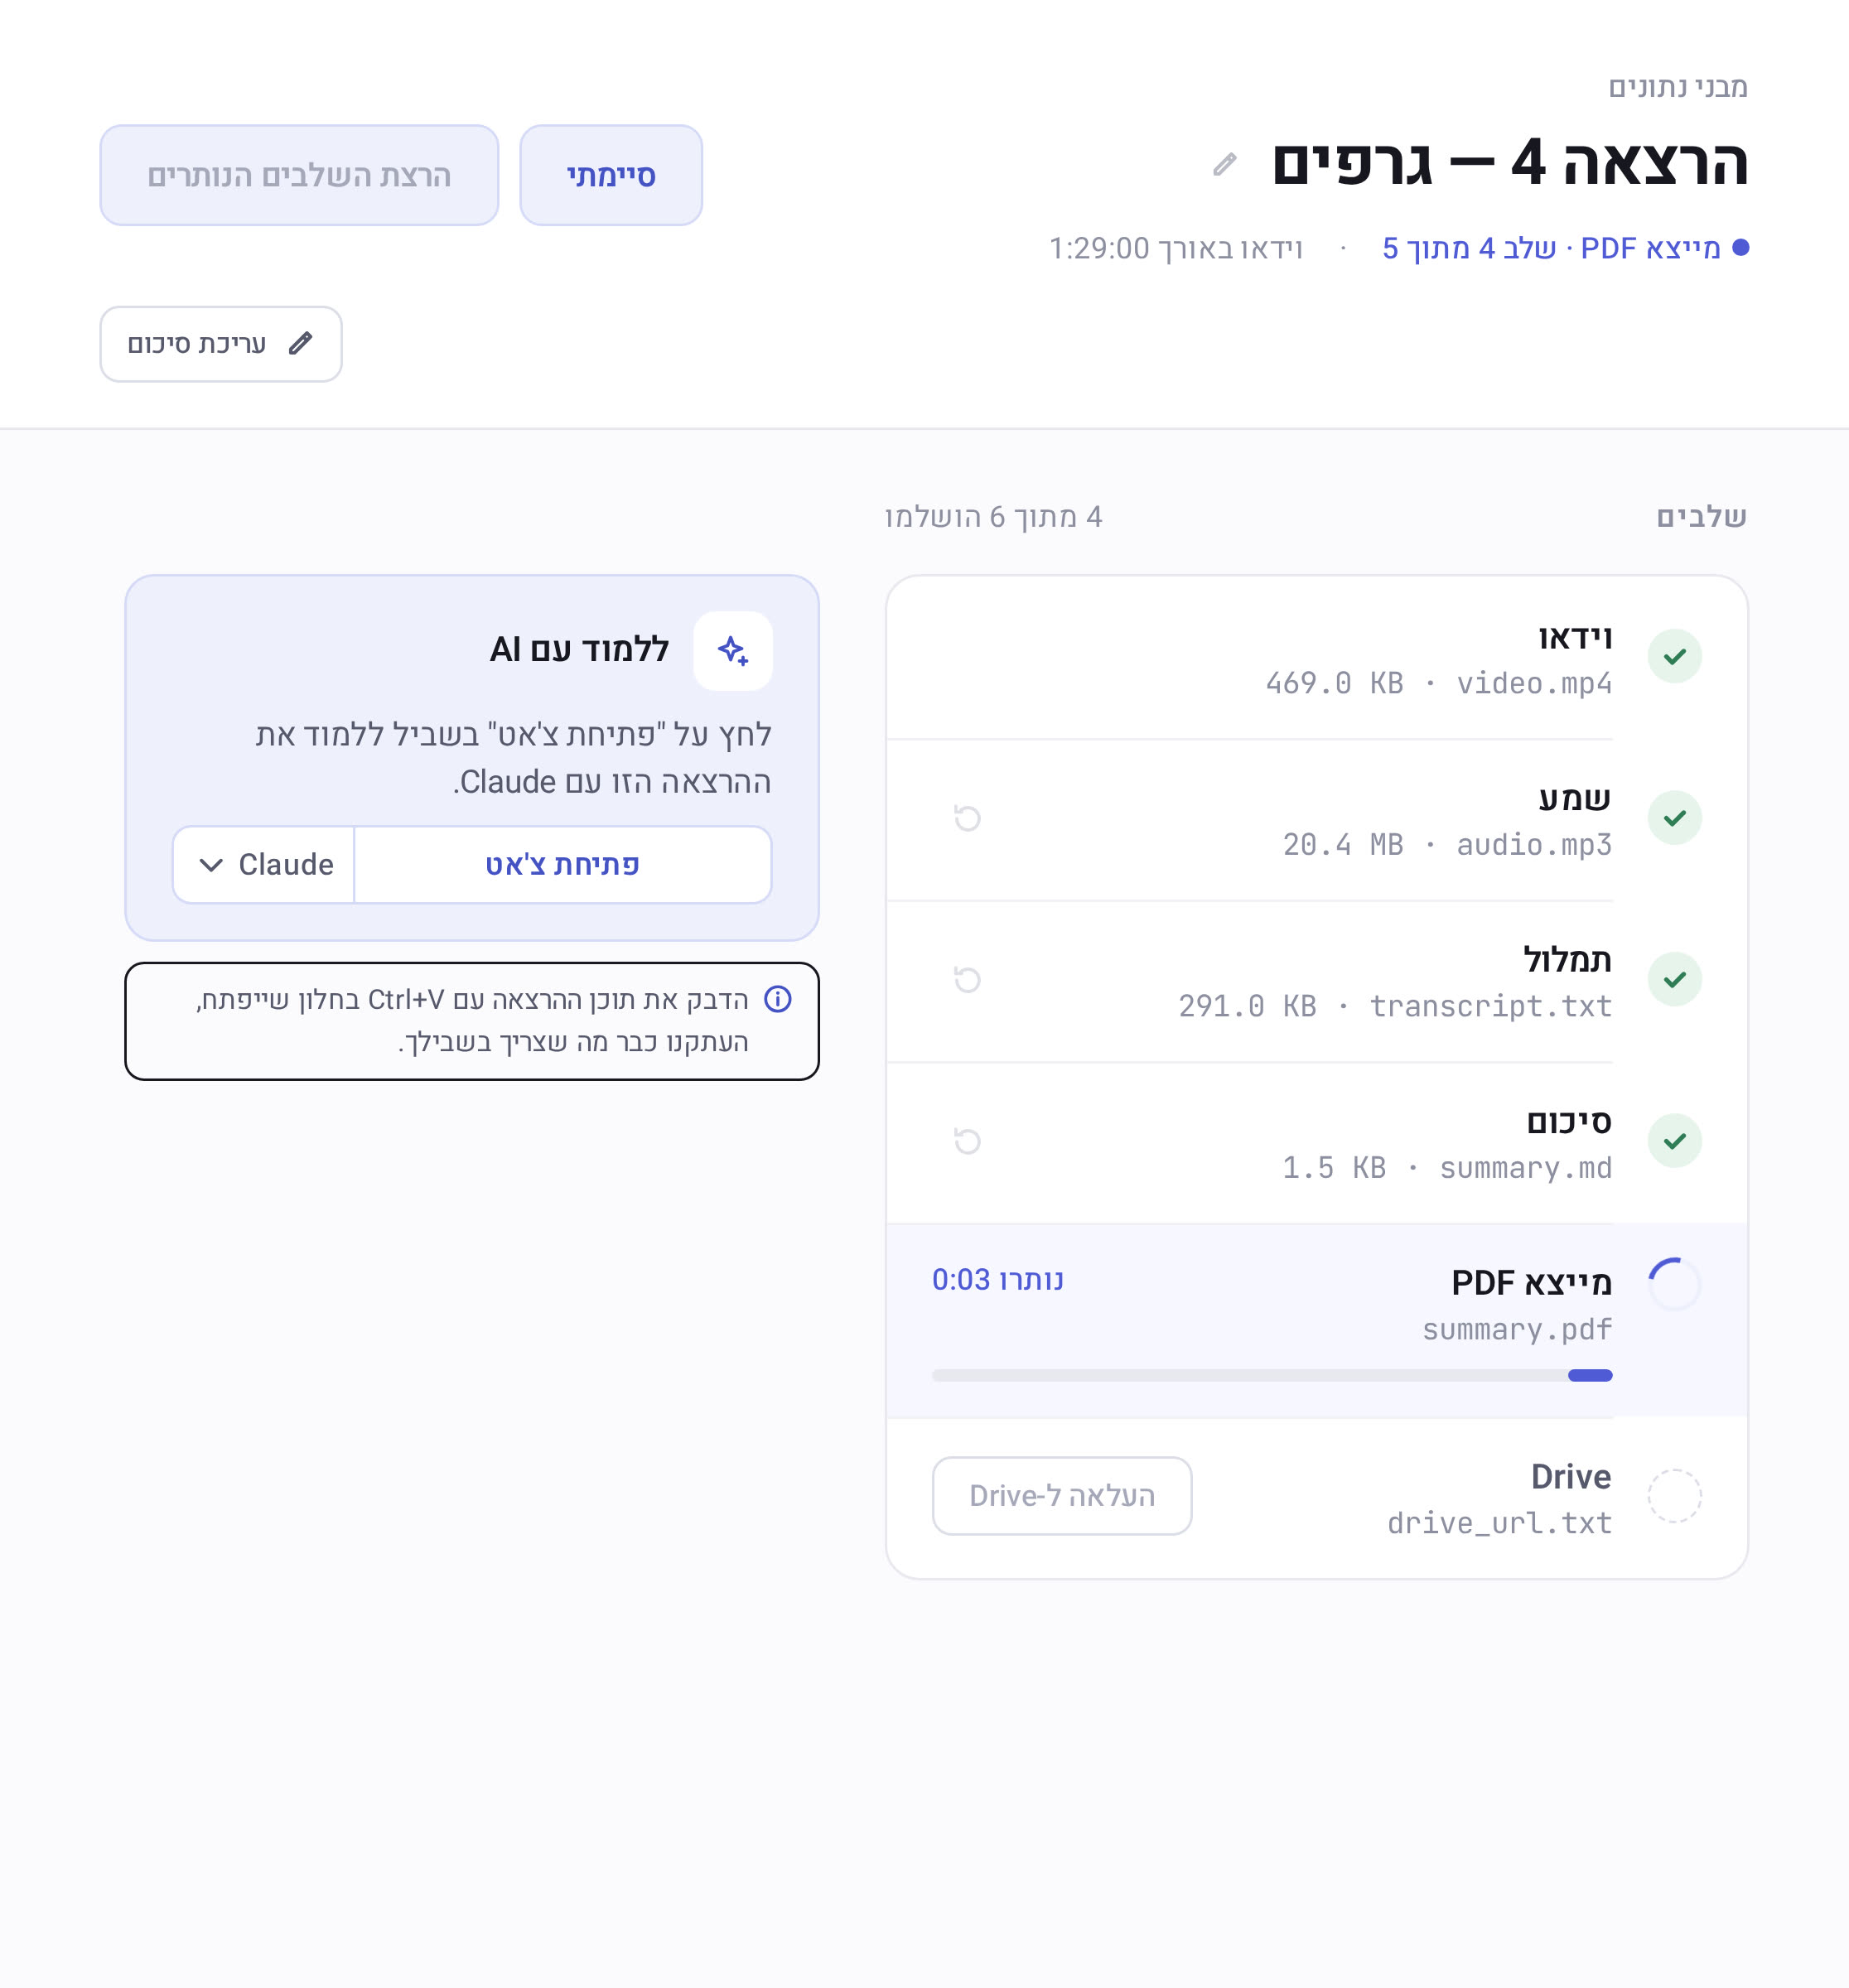 מבני נתונים
הרצאה 4 – גרפים
מייצא PDF · שלב 4 מתוך 5 · וידאו באורך 1:29:00
סיימתי
הרצת השלבים הנותרים
עריכת סיכום
שלבים
4 מתוך 6 הושלמו
וידאו
video.mp4 · 469.0 KB
שמע
audio.mp3 · 20.4 MB
תמלול
transcript.txt · 291.0 KB
סיכום
summary.md · 1.5 KB
מייצא PDF
נותרו 0:03
summary.pdf
Drive
drive_url.txt
העלאה ל-Drive
ללמוד עם AI
לחץ על "פתיחת צ'אט" בשביל ללמוד את
ההרצאה הזו עם Claude.
פתיחת צ'אט
Claude
הדבק את תוכן ההרצאה עם Ctrl+V בחלון שייפתח,
העתקנו כבר מה שצריך בשבילך.